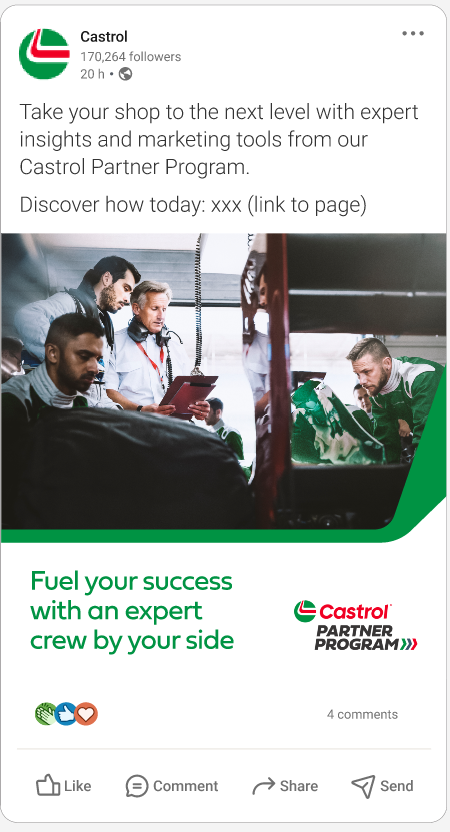 Castrol
170,264 followers
20 h •
Take your shop to the next level with expert
insights and marketing tools from our
Castrol Partner Program.
Discover how today: xxx (link to page)
Fuel your success
with an expert
crew by your side
Castrol
PARTNER
PROGRAM
4 comments
Like
Comment
Share
Send